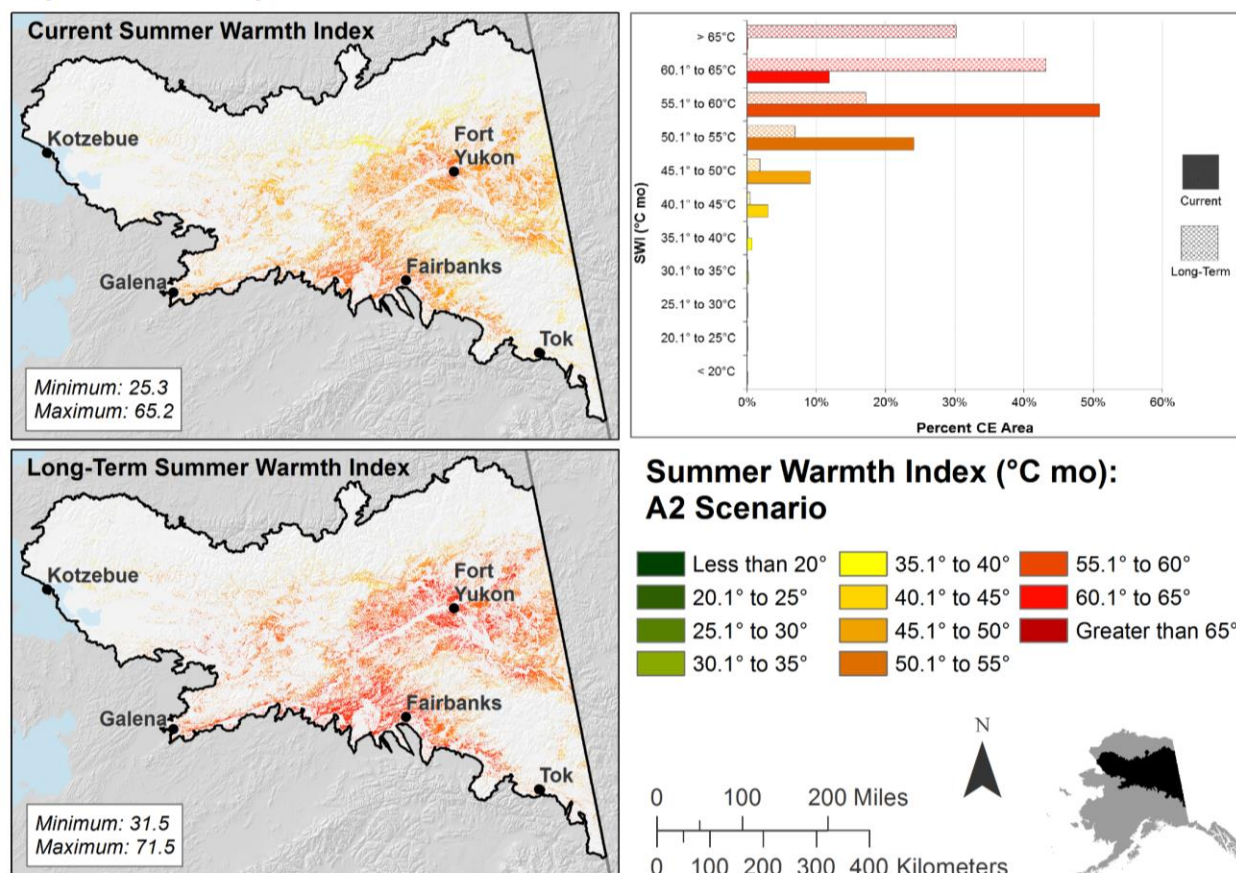 Current Summer Warmth Index
Kotzebue
Fort
Yukon
Galena
Fairbanks
Tok
Minimum: 25.3
Maximum: 65.2
> 65°C
60.1° to 65°C
55.1° to 60°C
50.1° to 55°C
45.1° to 50°C
40.1° to 45°C
35.1° to 40°C
30.1° to 35°C
25.1° to 30°C
20.1° to 25°C
< 20°C
SWI (°C mo)
0% 10% 20% 30% 40% 50% 60%
Percent CE Area
Current
Long-Term
Long-Term Summer Warmth Index
Kotzebue
Fort
Yukon
Galena
Fairbanks
Tok
Minimum: 31.5
Maximum: 71.5
Summer Warmth Index (°C mo):
A2 Scenario
Less than 20°
20.1° to 25°
25.1° to 30°
30.1° to 35°
35.1° to 40°
40.1° to 45°
45.1° to 50°
50.1° to 55°
55.1° to 60°
60.1° to 65°
Greater than 65°
N
0 100 200 Miles
0 100 200 300 400 Kilometers